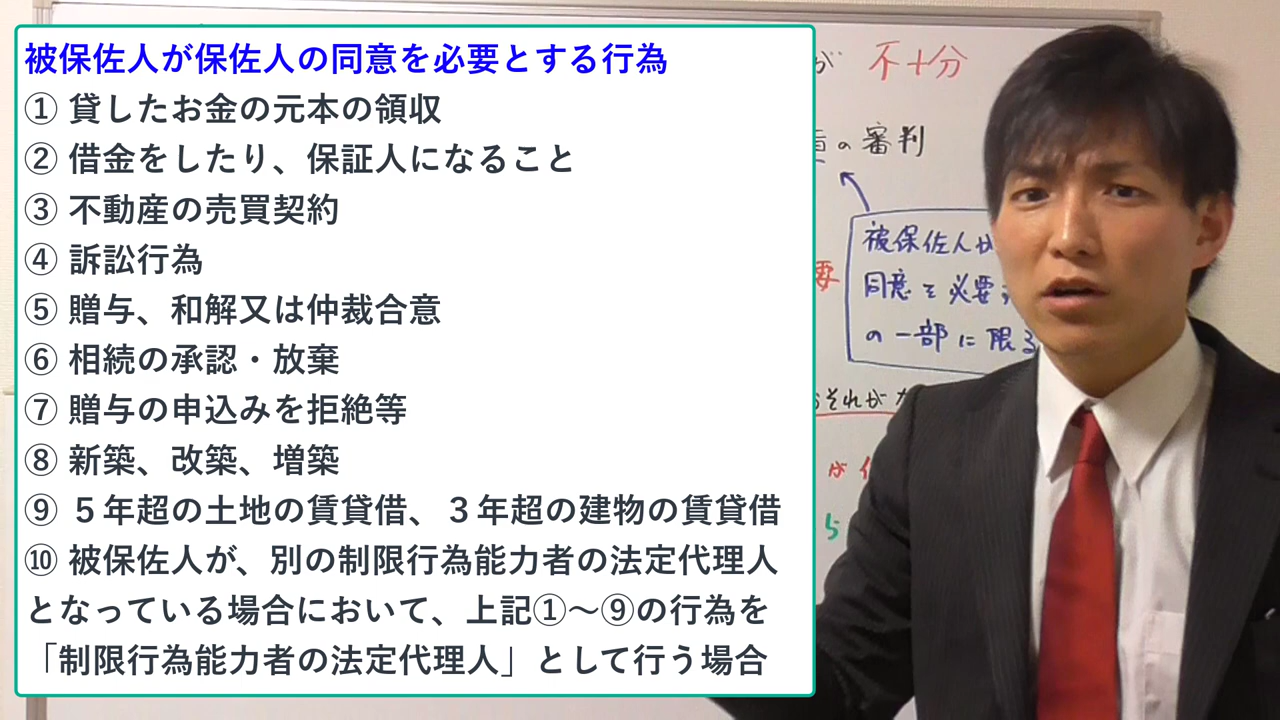 被保佐人が保佐人の同意を必要とする行為
① 貸したお金の元本の領収
② 借金をしたり、保証人になること
③ 不動産の売買契約
④ 訴訟行為
⑤ 贈与、和解又は仲裁合意
⑥ 相続の承認・放棄
⑦ 贈与の申込みを拒絶等
⑧ 新築、改築、増築
⑨ ５年超の土地の賃貸借、３年超の建物の賃貸借
⑩ 被保佐人が、別の制限行為能力者の法定代理人
となっている場合において、上記①～⑨の行為を
「制限行為能力者の法定代理人」として行う場合
が 不十分
の審判
被保佐人が
要 同意を必要
の一部に限る
おそれがな
が
ら